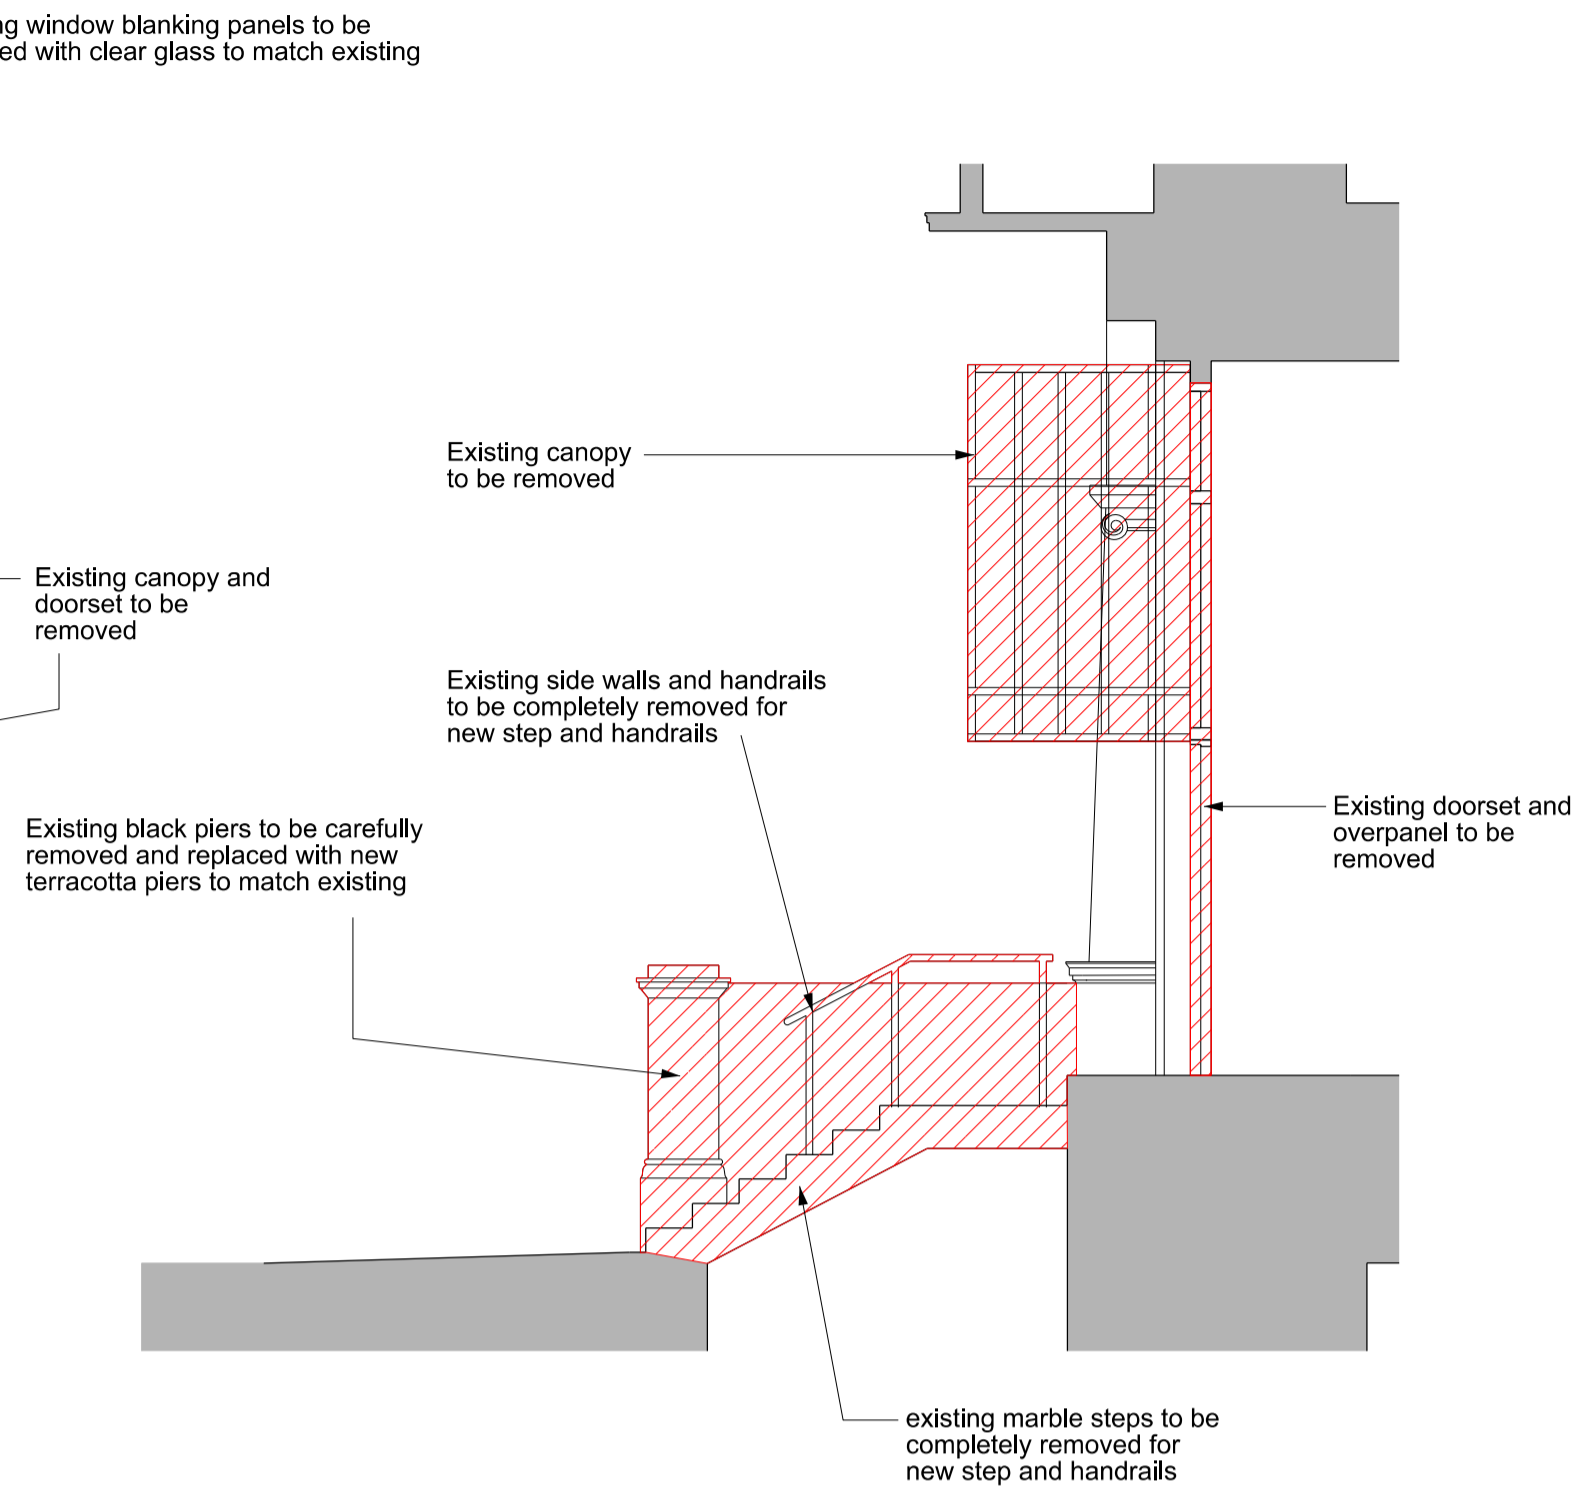 window blanking panels to be
with clear glass to match existing
Existing canopy
to be removed
Existing canopy and
doorset to be
removed
Existing side walls and handrails
to be completely removed for
new step and handrails
Existing doorset and
overpanel to be
removed
Existing black piers to be carefully
removed and replaced with new
terracotta piers to match existing
existing marble steps to be
completely removed for
new step and handrails